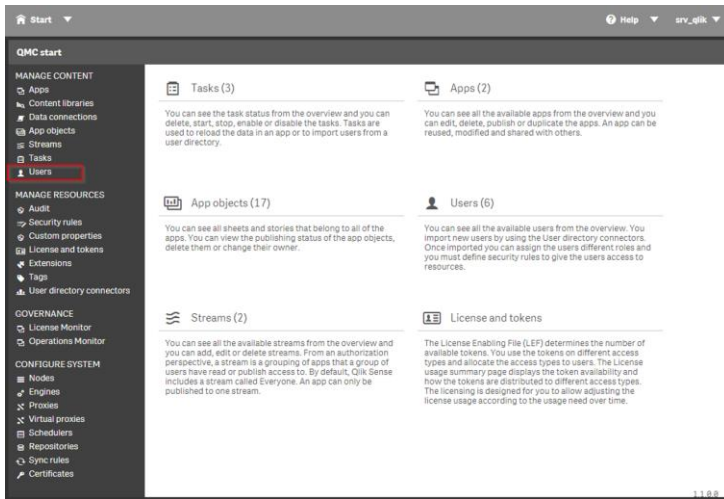 Start
Help
srv_qlik
QMC start
MANAGE CONTENT
Apps
Content libraries
Data connections
App objects
Streams
Tasks
Users
MANAGE RESOURCES
Audit
Security rules
Custom properties
License and tokens
Extensions
Tags
User directory connectors
GOVERNANCE
License Monitor
Operations Monitor
CONFIGURE SYSTEM
Nodes
Engines
Proxies
Virtual proxies
Schedulers
Repositories
Sync rules
Certificates
Tasks (3)
You can see the task status from the overview and you can
delete, start, stop, enable or disable the tasks. Tasks are
used to reload the data in an app or to import users from a
user directory.
Apps (2)
You can see all the available apps from the overview and you
can edit, delete, publish or duplicate the apps. An app can be
reused, modified and shared with others.
App objects (17)
You can see all sheets and stories that belong to all of the
apps. You can view the publishing status of the app objects,
delete them or change their owner.
Users (6)
You can see all the available users from the overview. You
import new users by using the User directory connectors.
Once imported you can assign the users different roles and
you must define security rules to give the users access to
resources.
Streams (2)
You can see all the available streams from the overview and
you can add, edit or delete streams. From an authorization
perspective, a stream is a grouping of apps that a group of
users have read or publish access to. By default, Qlik Sense
includes a stream called Everyone. An app can only be
published to one stream.
License and tokens
The License Enabling File (LEF) determines the number of
available tokens. You use the tokens on different access
types and allocate the access types to users. The License
usage summary page displays the token availability and
how the tokens are distributed to different access types.
The licensing is designed for you to allow adjusting the
license usage according to the usage need over time.
1.1.0.0